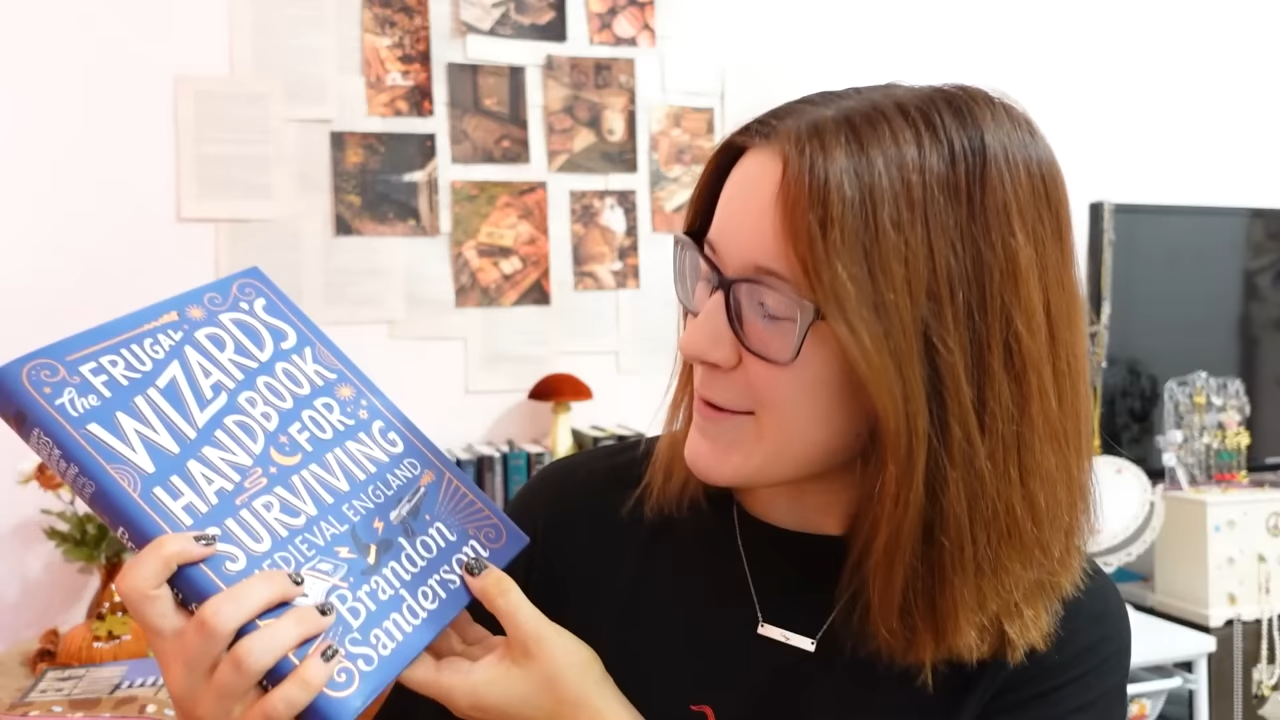 The FRUGAL
WIZARD'S
HANDBOOK
FOR
SURVIVING
MEDIEVAL ENGLAND
Brandon
Sanderson